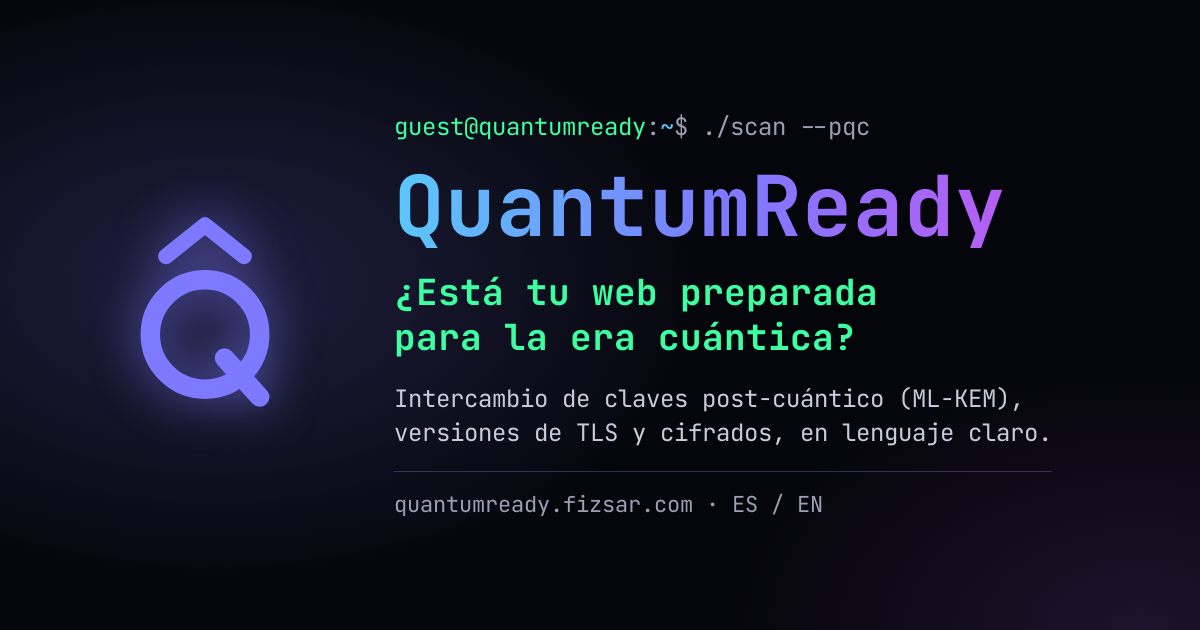 guest@quantumready:~$ ./scan --pqc
QuantumReady
¿Está tu web preparada
para la era cuántica?
Intercambio de claves post-cuántico (ML-KEM),
versiones de TLS y cifrados, en lenguaje claro.
quantumready.fizsar.com · ES / EN